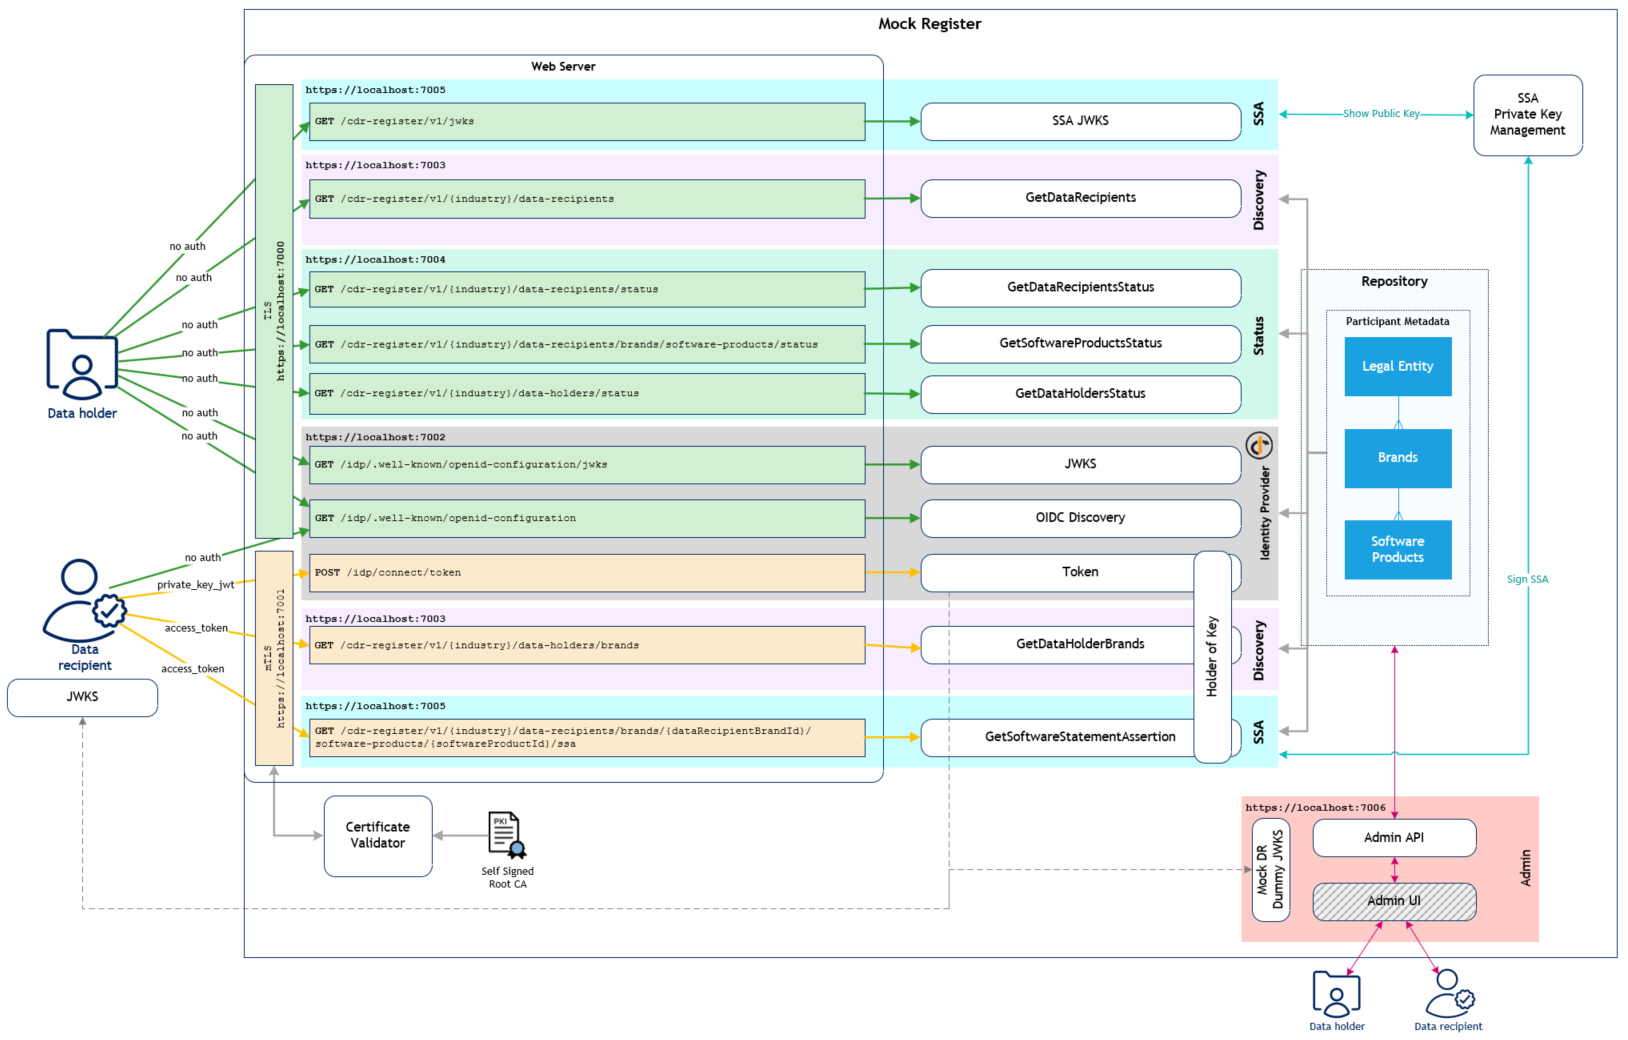 Mock Register
Web Server
https://localhost:7005
GET /cdr-register/v1/jwks
SSA JWKS
SSA
Show Public Key
SSA
Private Key
Management
https://localhost:7003
GET /cdr-register/v1/{industry}/data-recipients
GetDataRecipients
Discovery
https://localhost:7004
GET /cdr-register/v1/{industry}/data-recipients/status
GetDataRecipientsStatus
GET /cdr-register/v1/{industry}/data-recipients/brands/software-products/status
GetSoftwareProductsStatus
GET /cdr-register/v1/{industry}/data-holders/status
GetDataHoldersStatus
Status
TLS
https://localhost:7000
no auth
no auth
no auth
no auth
no auth
no auth
no auth
Data holder
Repository
Participant Metadata
Legal Entity
Brands
Software
Products
https://localhost:7002
GET /idp/.well-known/openid-configuration/jwks
JWKS
GET /idp/.well-known/openid-configuration
OIDC Discovery
POST /idp/connect/token
Token
Identity Provider
Sign SSA
no auth
private_key_jwt
access_token
access_token
Data
recipient
JWKS
mTLS
https://localhost:7001
https://localhost:7003
GET /cdr-register/v1/{industry}/data-holders/brands
GetDataHolderBrands
Discovery
Holder of Key
https://localhost:7005
GET /cdr-register/v1/{industry}/data-recipients/brands/{dataRecipientBrandId}/
software-products/{softwareProductId}/ssa
GetSoftwareStatementAssertion
SSA
Certificate
Validator
PKI
Self Signed
Root CA
https://localhost:7006
Mock DR
Dummy JWKS
Admin API
Admin UI
Admin
Data holder
Data recipient